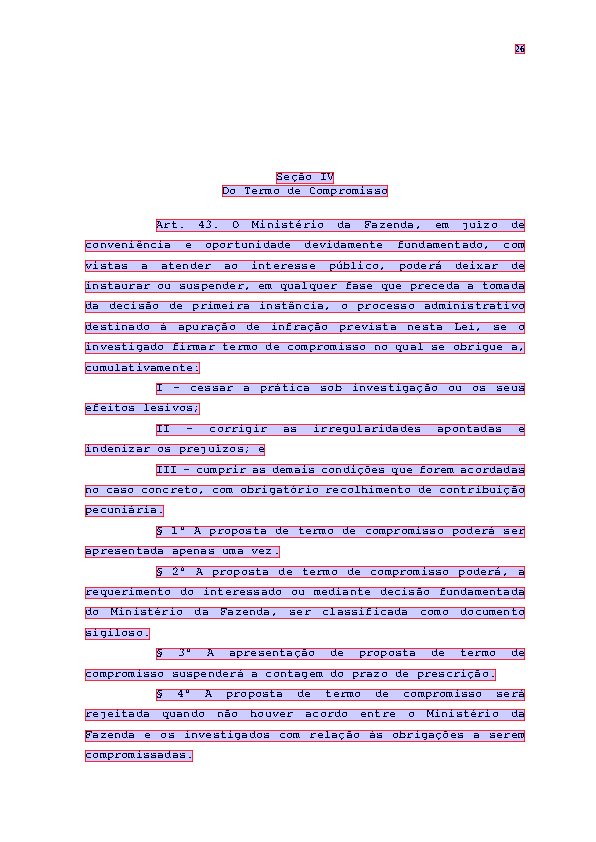 26
Seção IV
Do Termo de Compromisso
Art. 43. O Ministério da Fazenda, em juízo de
conveniência e oportunidade devidamente fundamentado, com
vistas a atender ao interesse público, poderá deixar de
instaurar ou suspender, em qualquer fase que preceda a tomada
da decisão de primeira instância, o processo administrativo
destinado à apuração de infração prevista nesta Lei, se o
investigado firmar termo de compromisso no qual se obrigue a,
cumulativamente:
I - cessar a prática sob investigação ou os seus
efeitos lesivos;
II - corrigir as irregularidades apontadas e
indenizar os prejuízos; e
III - cumprir as demais condições que forem acordadas
no caso concreto, com obrigatório recolhimento de contribuição
pecuniária.
§ 1º A proposta de termo de compromisso poderá ser
apresentada apenas uma vez.
§ 2º A proposta de termo de compromisso poderá, a
requerimento do interessado ou mediante decisão fundamentada
do Ministério da Fazenda, ser classificada como documento
sigiloso.
§ 3º A apresentação de proposta de termo de
compromisso suspenderá a contagem do prazo de prescrição.
§ 4º A proposta de termo de compromisso será
rejeitada quando não houver acordo entre o Ministério da
Fazenda e os investigados com relação às obrigações a serem
compromissadas.